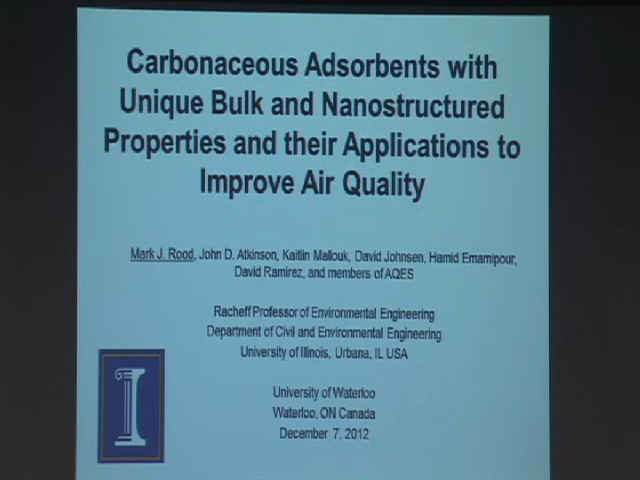 Carbonaceous Adsorbents with
Unique Bulk and Nanostructured
Properties and their Applications to
Improve Air Quality
Mark J. Rood, John D. Atkinson, Kaitlin Mallouk, David Johnsen, Hamid Emamipour,
David Ramirez, and members of AQES
Racheff Professor of Environmental Engineering
Department of Civil and Environmental Engineering
University of Illinois, Urbana, IL USA
University of Waterloo
Waterloo, ON Canada
December 7, 2012